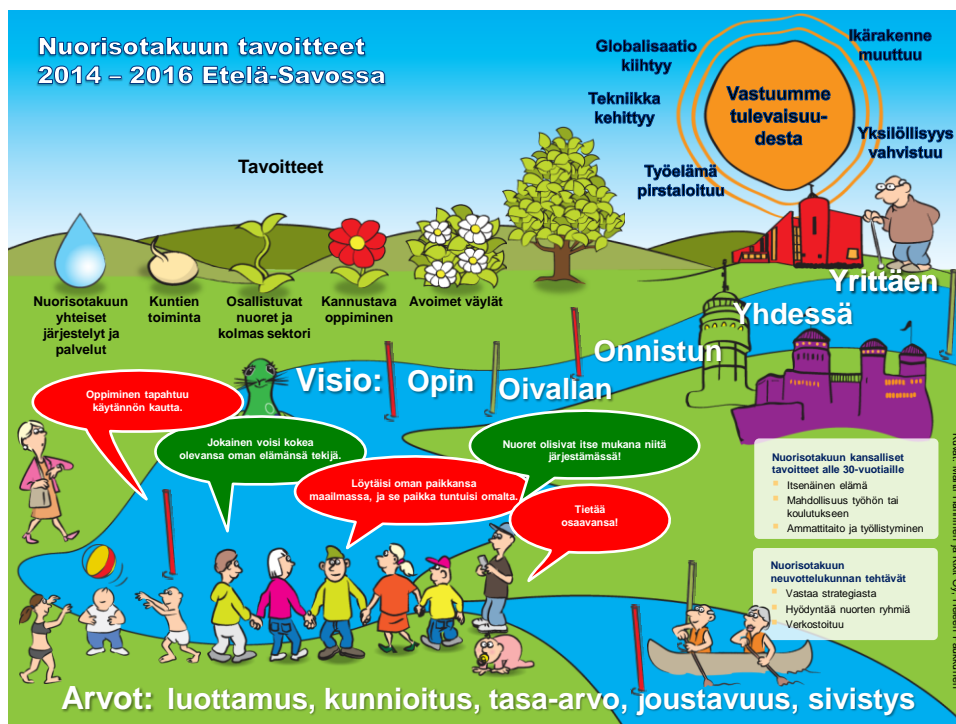 Nuorisotakuun tavoitteet
2014 – 2016 Etelä-Savossa
Globalisaatio
kiihtyy
Ikärakenne
muuttuu
Tekniikka
kehittyy
Vastuumme
tulevaisuu-
desta
Yksilöllisyys
vahvistuu
Työelämä
pirstaloituu
Tavoitteet
Nuorisotakuun
yhteiset
järjestelyt ja
palvelut
Kuntien
toiminta
Osallistuvat
nuoret ja
kolmas sektori
Kannustava
oppiminen
Avoimet väylät
Visio:
Opin
Oivallan
Onnistun
Yhdessä
Yrittäen
Oppiminen tapahtuu
käytännön kautta.
Jokainen voisi kokea
olevansa oman elämänsä tekijä.
Löytäisi oman paikkansa
maailmassa, ja se paikka tuntuisi omalta.
Nuoret olisivat itse mukana niitä
järjestämässä!
Tietää
osaavansa!
Nuorisotakuun kansalliset
tavoitteet alle 30-vuotiaille
Itsenäinen elämä
Mahdollisuus työhön tai
koulutukseen
Ammattitaito ja työllistyminen
Nuorisotakuun
neuvottelukunnan tehtävät
Vastaa strategiasta
Hyödyntää nuorten ryhmiä
Verkostoituu
Arvot: luottamus, kunnioitus, tasa-arvo, joustavuus, sivistys